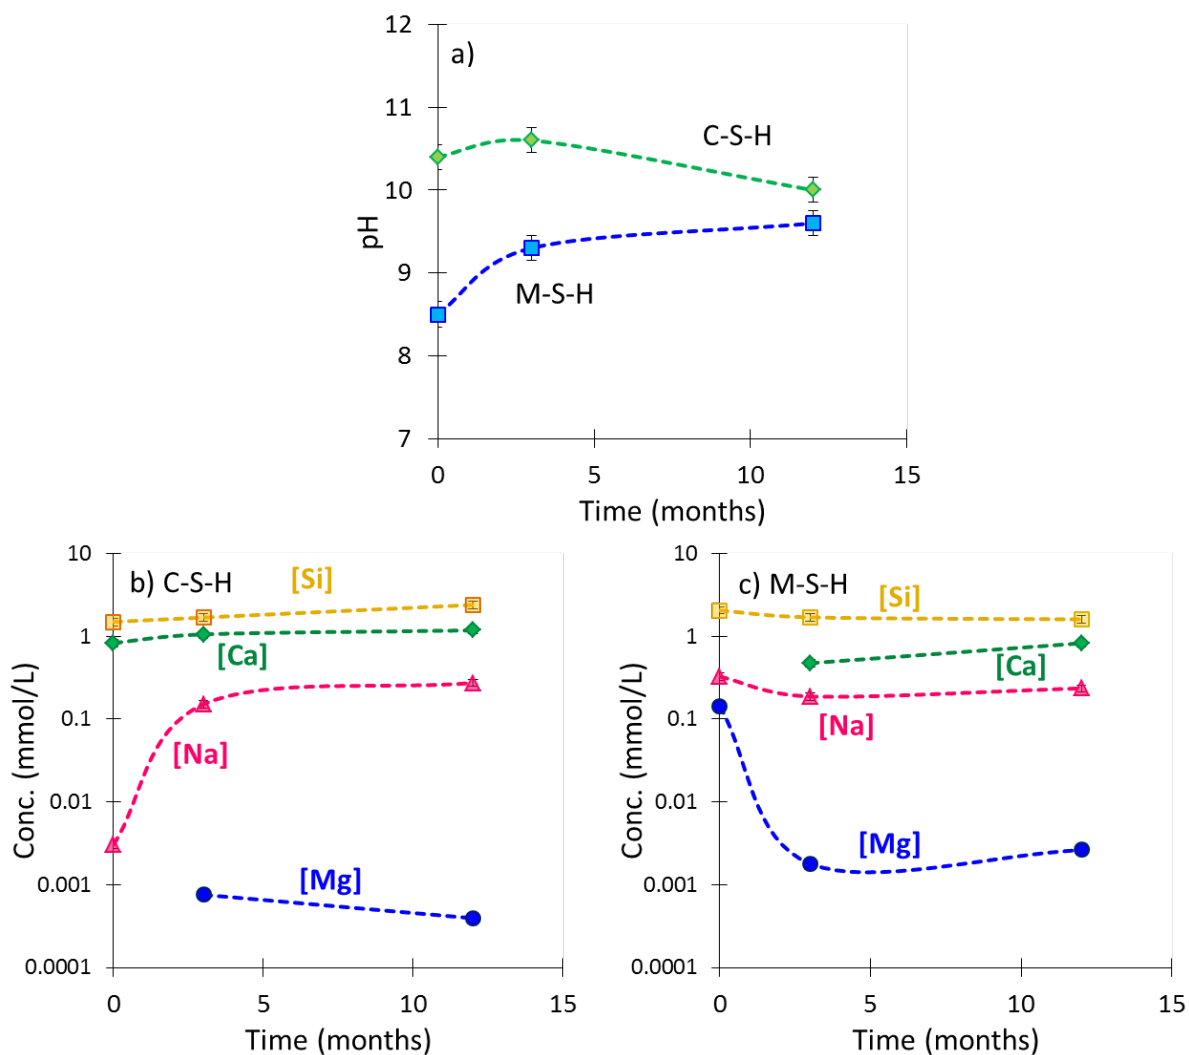 a)
12
11
10
9
8
7
pH
C-S-H
M-S-H
0 5 10 15
Time (months)
b) C-S-H
10
1
0.1
0.01
0.001
0.0001
Conc. (mmol/L)
[Si]
[Ca]
[Na]
[Mg]
0 5 10 15
Time (months)
c) M-S-H
10
1
0.1
0.01
0.001
0.0001
Conc. (mmol/L)
[Si]
[Ca]
[Na]
[Mg]
0 5 10 15
Time (months)